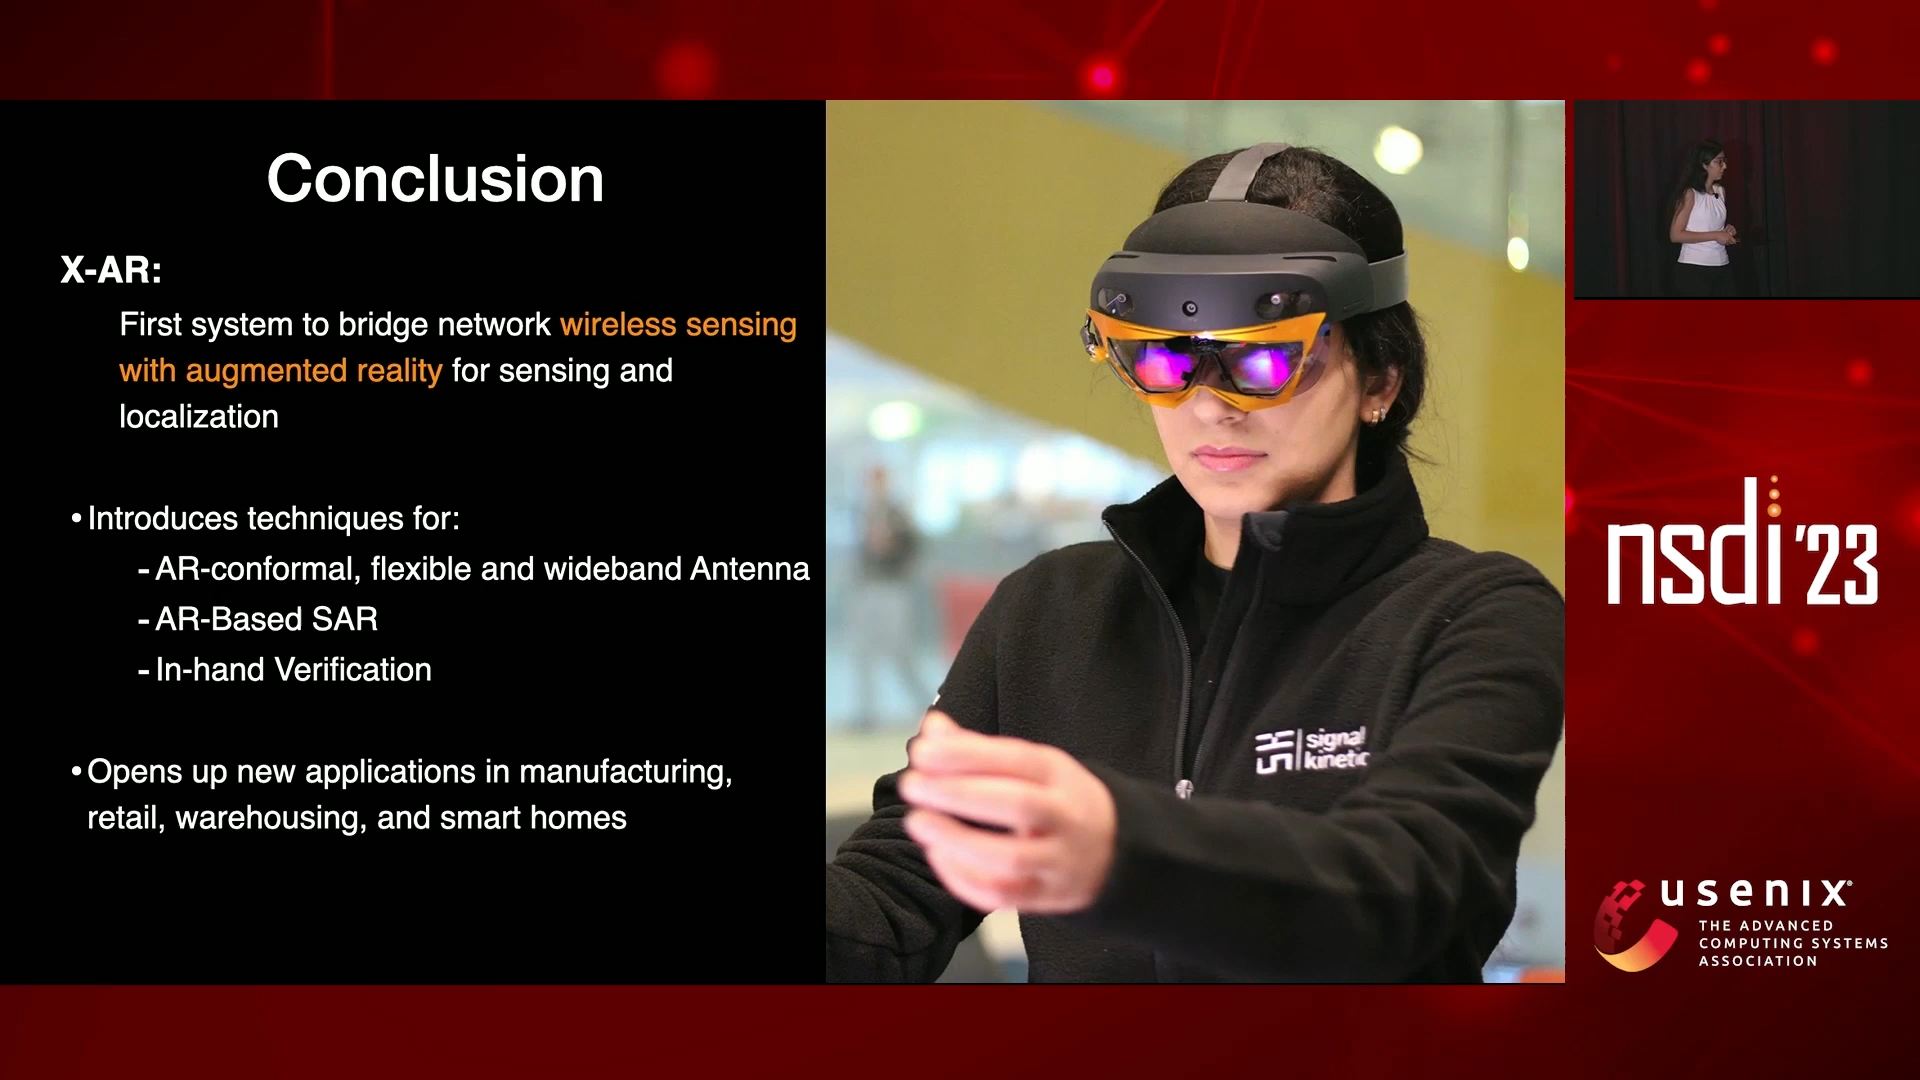 Conclusion
X-AR:
First system to bridge network wireless sensing
with augmented reality for sensing and
localization
• Introduces techniques for:
- AR-conformal, flexible and wideband Antenna
- AR-Based SAR
- In-hand Verification
• Opens up new applications in manufacturing,
retail, warehousing, and smart homes
signal
kinetic
nsdi '23
usenix®
THE ADVANCED
COMPUTING SYSTEMS
ASSOCIATION